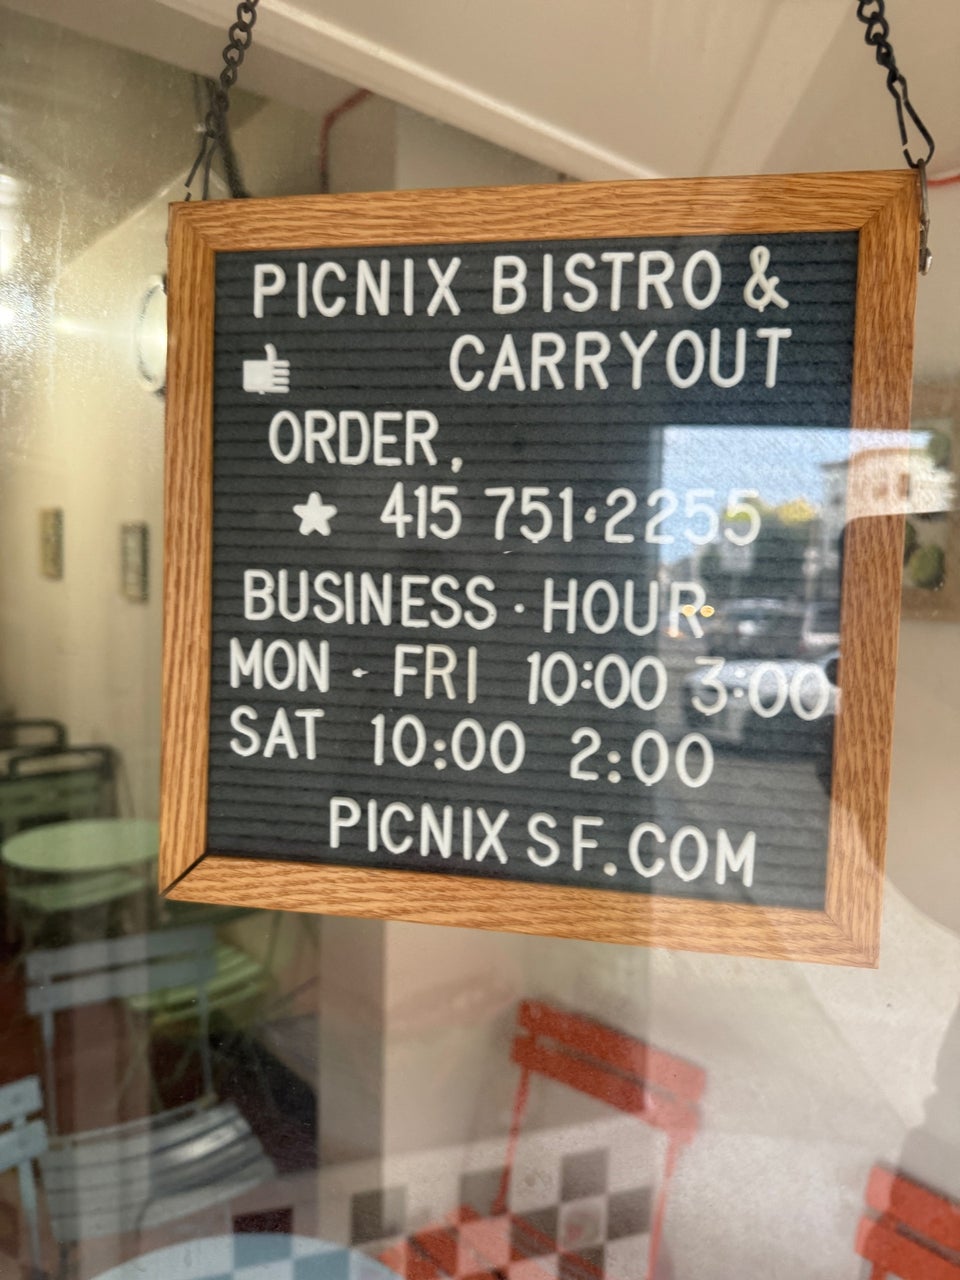 PICNIX BISTRO &
CARRYOUT
ORDER,
415 751·2255
BUSINESS · HOUR
MON - FRI 10:00 3:00
SAT 10:00 2:00
PICNIX SF.COM